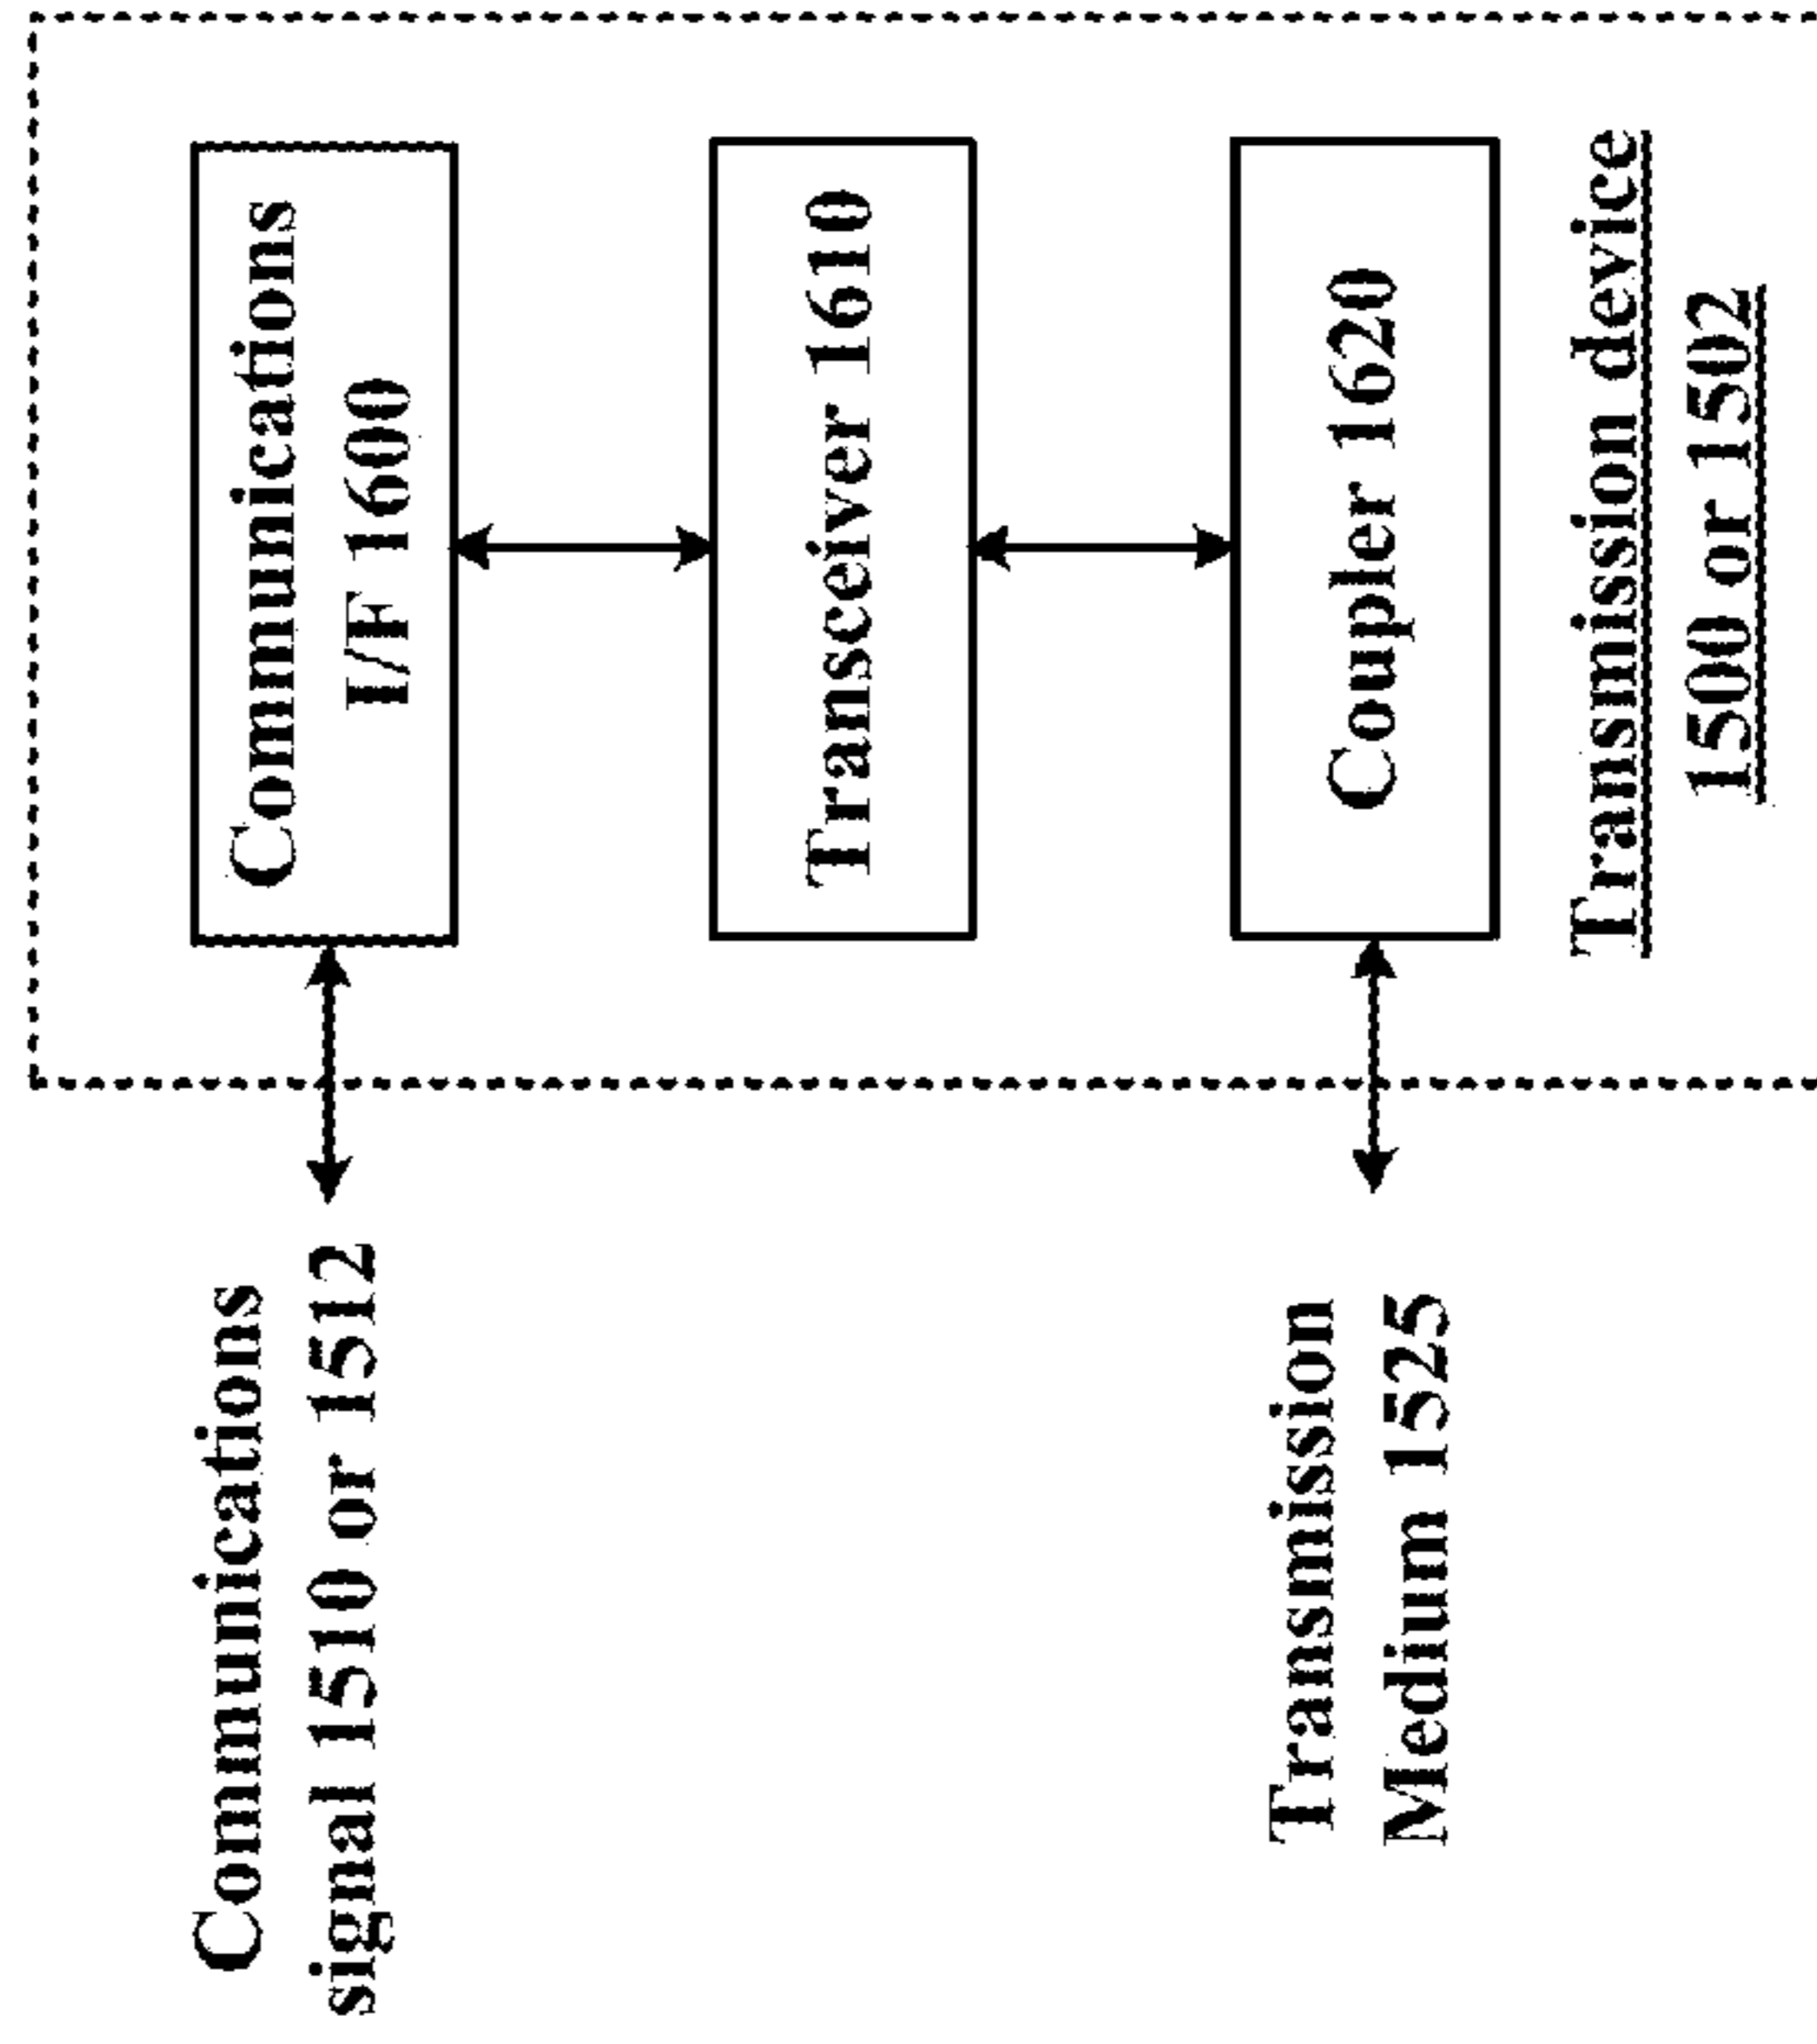 Communications
signal 1510 or 1512
Communications
I/F 1600
Transceiver 1610
Transmission
Medium 1525
Coupler 1620
Transmission device
1500 or 1502